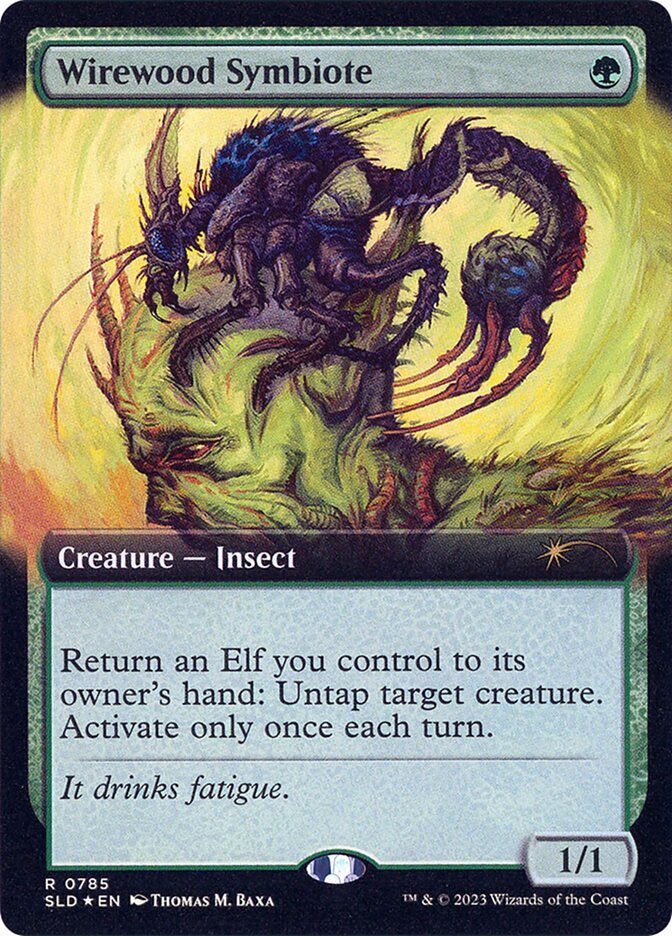 Wirewood Symbiote
Creature — Insect
Return an Elf you control to its
owner's hand: Untap target creature.
Activate only once each turn.
It drinks fatigue.
1/1
R 0785
SLD★EN Thomas M. Baxa
™ & © 2023 Wizards of the Coast